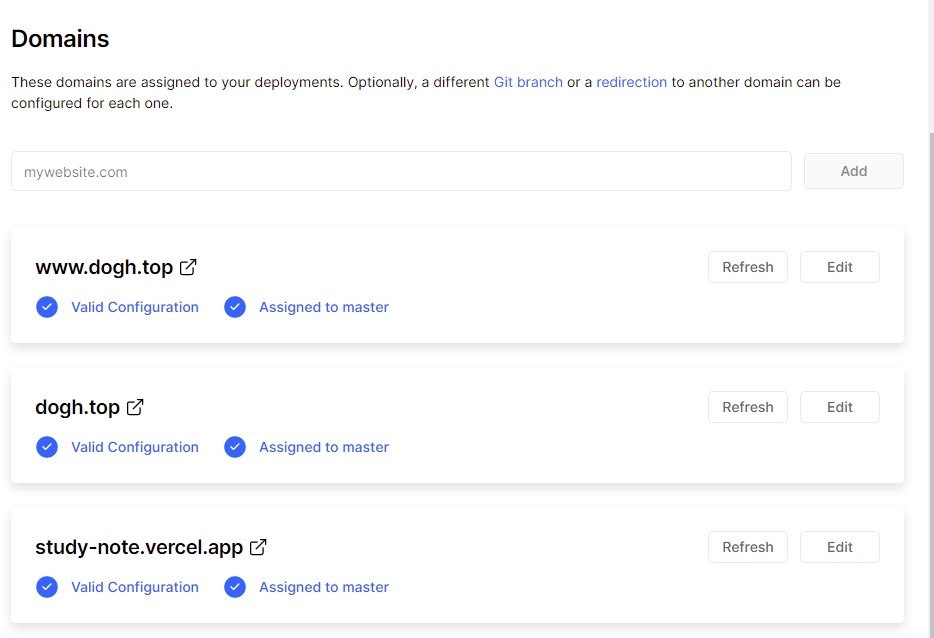 Domains
These domains are assigned to your deployments. Optionally, a different Git branch or a redirection to another domain can be
configured for each one.
mywebsite.com
Add
www.dogh.top
Refresh
Edit
Valid Configuration
Assigned to master
dogh.top
Refresh
Edit
Valid Configuration
Assigned to master
study-note.vercel.app
Refresh
Edit
Valid Configuration
Assigned to master